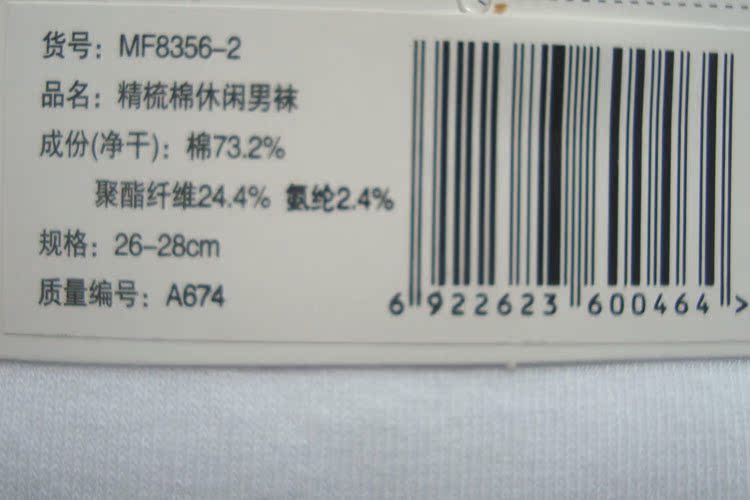 货号：MF8356-2
品名：精梳棉休闲男袜
成份(净干)：棉73.2%
聚酯纤维24.4% 氨纶2.4%
规格：26-28cm
质量编号：A674
6 922623 600464 >